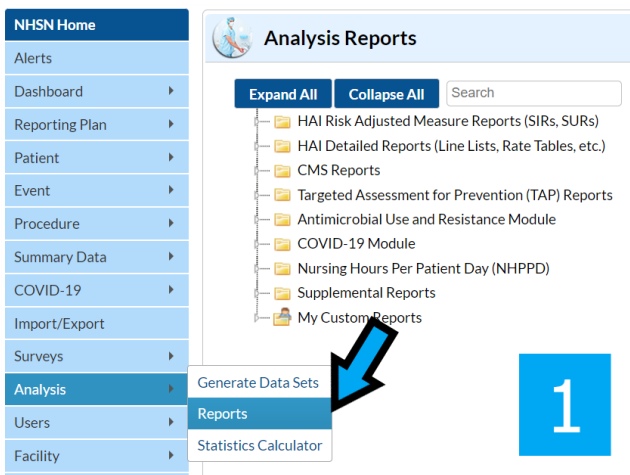 NHSN Home
Alerts
Dashboard
Reporting Plan
Patient
Event
Procedure
Summary Data
COVID-19
Import/Export
Surveys
Analysis
Users
Facility
Analysis Reports
Expand All
Collapse All
Search
HAI Risk Adjusted Measure Reports (SIRs, SURs)
HAI Detailed Reports (Line Lists, Rate Tables, etc.)
CMS Reports
Targeted Assessment for Prevention (TAP) Reports
Antimicrobial Use and Resistance Module
COVID-19 Module
Nursing Hours Per Patient Day (NHPPD)
Supplemental Reports
My Custom Reports
Generate Data Sets
Reports
Statistics Calculator
1